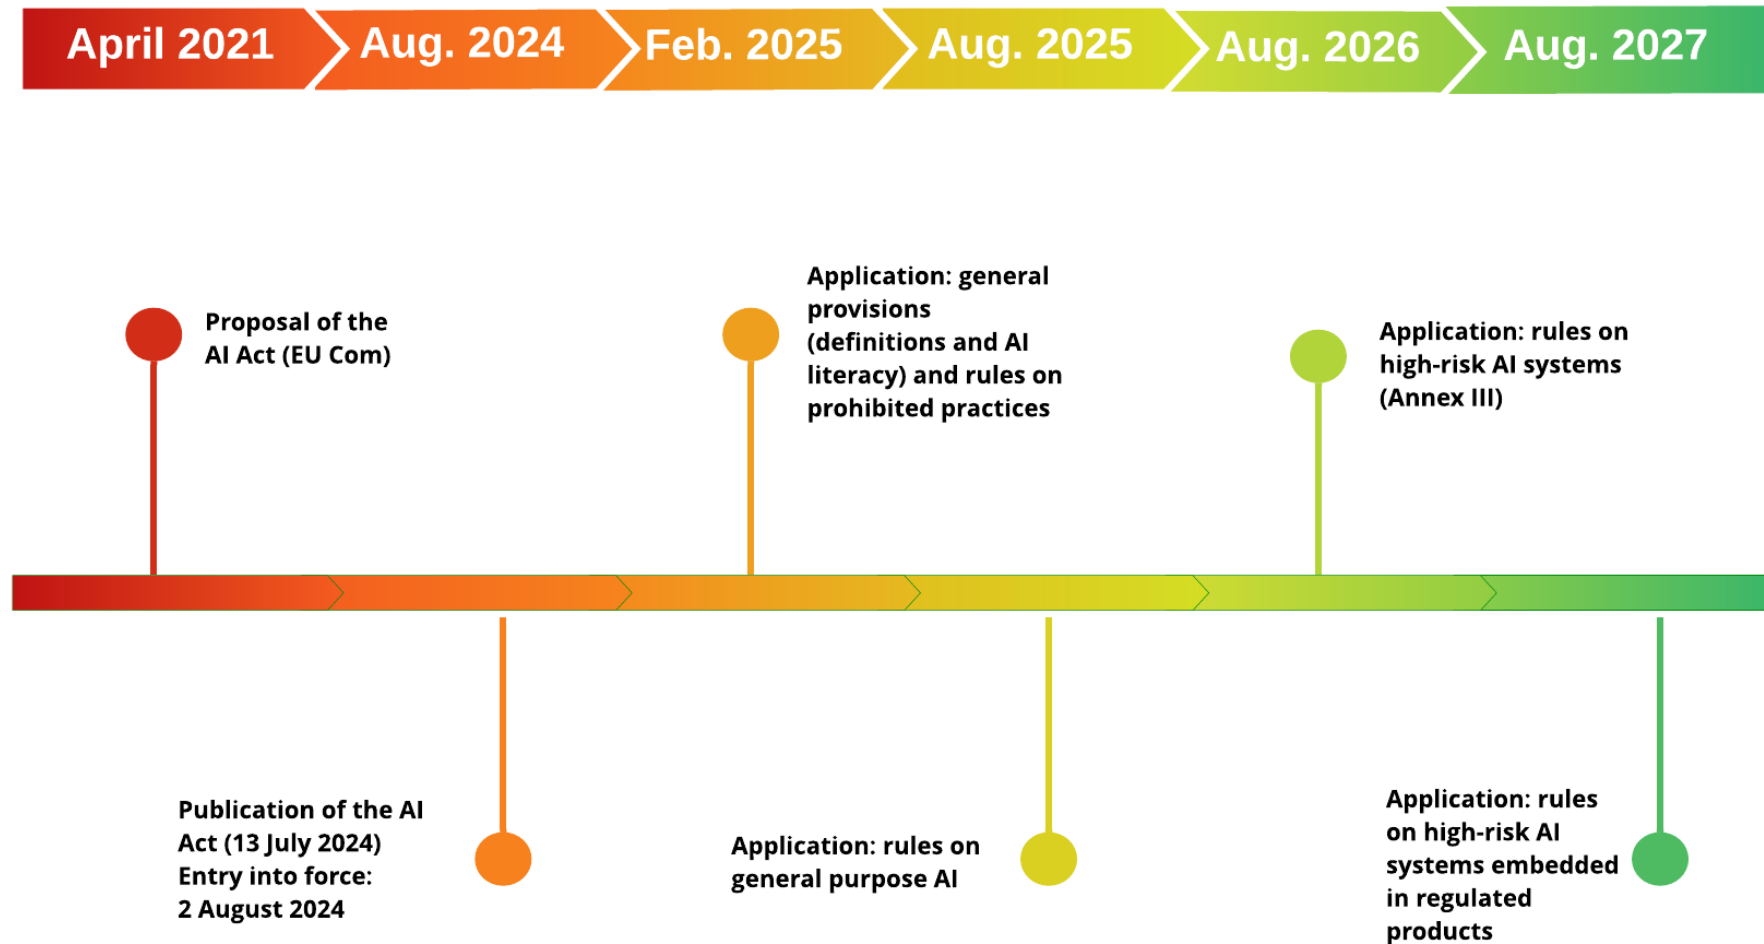 April 2021
Aug. 2024
Feb. 2025
Aug. 2025
Aug. 2026
Aug. 2027
Proposal of the
AI Act (EU Com)
Application: general
provisions
(definitions and AI
literacy) and rules on
prohibited practices
Application: rules on
high-risk AI systems
(Annex III)
Publication of the AI
Act (13 July 2024)
Entry into force:
2 August 2024
Application: rules on
general purpose AI
Application: rules
on high-risk AI
systems embedded
in regulated
products